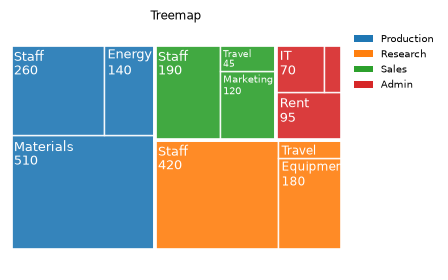 Treemap
Staff
260
Energy
140
Materials
510
Staff
190
Travel
45
Marketing
120
IT
70
Rent
95
Staff
420
Travel
Equipmen
180
Production
Research
Sales
Admin